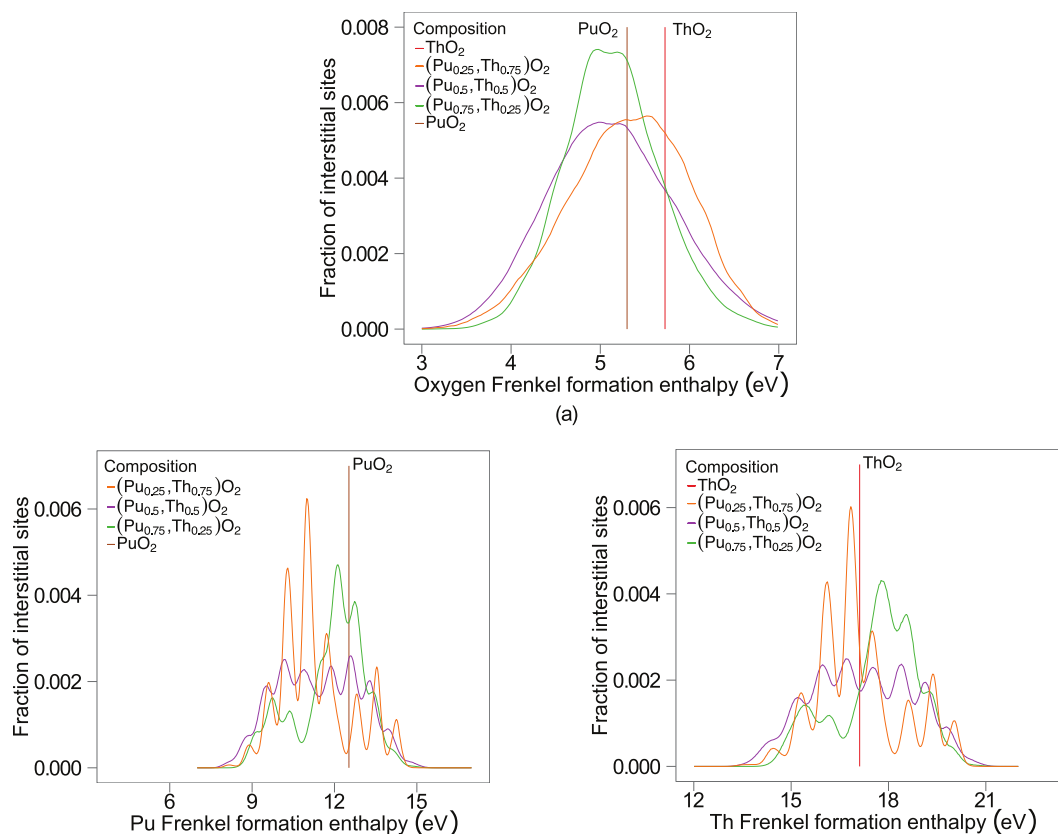 PuO2 ThO2
Composition
ThO2
(Pu0.25,Th0.75)O2
(Pu0.5,Th0.5)O2
(Pu0.75,Th0.25)O2
PuO2
0.008
0.006
0.004
0.002
0.000
Fraction of interstitial sites
3 4 5 6 7
Oxygen Frenkel formation enthalpy (eV)
(a)
Composition
(Pu0.25,Th0.75)O2
(Pu0.5,Th0.5)O2
(Pu0.75,Th0.25)O2
PuO2
PuO2
0.006
0.004
0.002
0.000
Fraction of interstitial sites
6 9 12 15
Pu Frenkel formation enthalpy (eV)
Composition
ThO2
(Pu0.25,Th0.75)O2
(Pu0.5,Th0.5)O2
(Pu0.75,Th0.25)O2
ThO2
0.006
0.004
0.002
0.000
Fraction of interstitial sites
12 15 18 21
Th Frenkel formation enthalpy (eV)